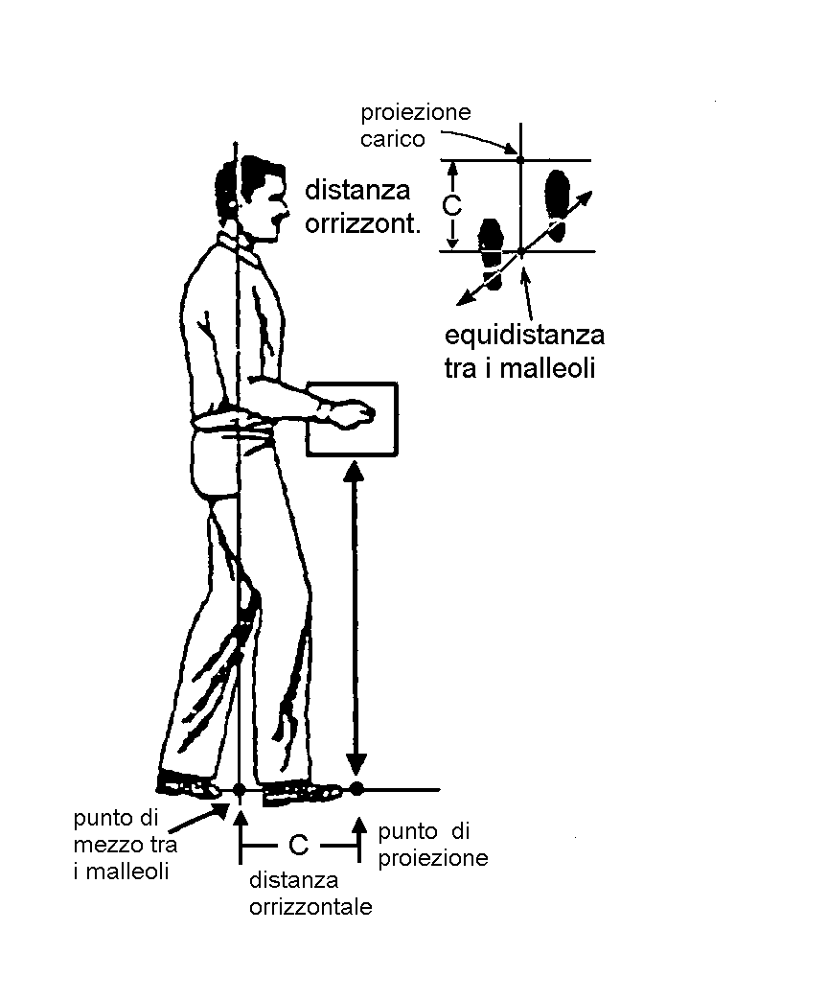 proiezione
carico
distanza
orrizzont.
C
equidistanza
tra i malleoli
punto di
mezzo tra
i malleoli
C
punto di
proiezione
distanza
orrizzontale